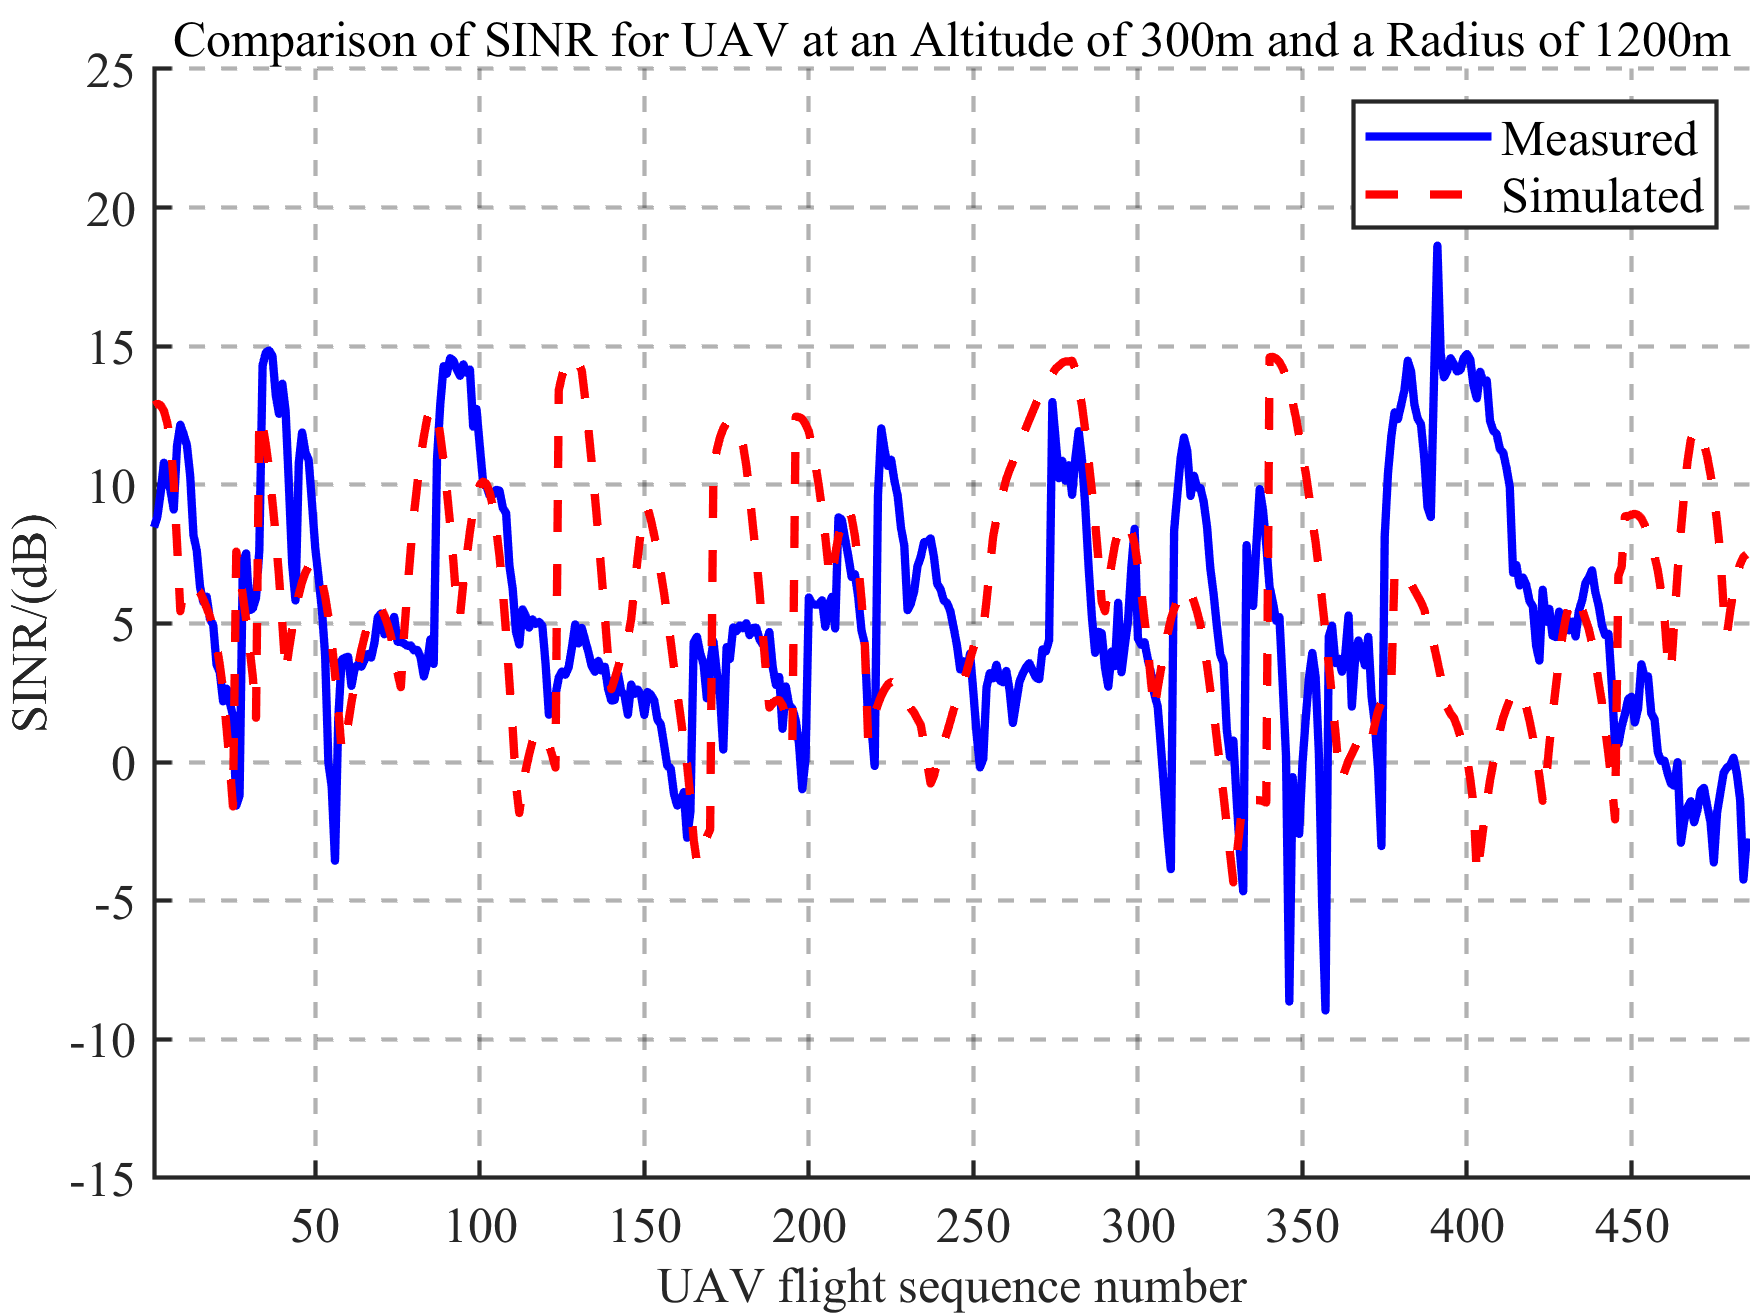 Comparison of SINR for UAV at an Altitude of 300m and a Radius of 1200m
25
20
15
10
5
0
-5
-10
-15
SINR/(dB)
Measured
Simulated
50 100 150 200 250 300 350 400 450
UAV flight sequence number